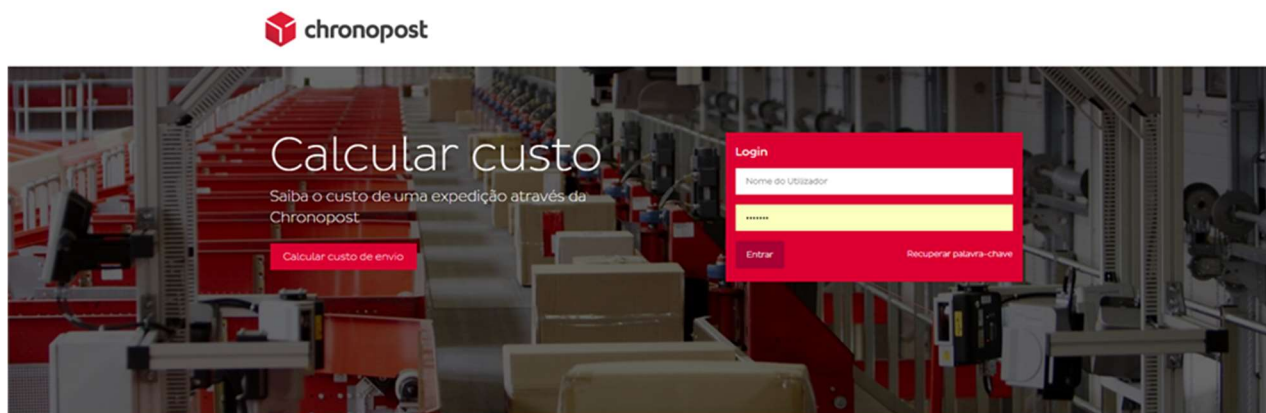 chronopost
Calcular custo
Saiba o custo de uma expedição através da
Chronopost
Calcular custo de envio
Login
Nome do Utilizador
•••••••
Entrar
Recuperar palavra-chave